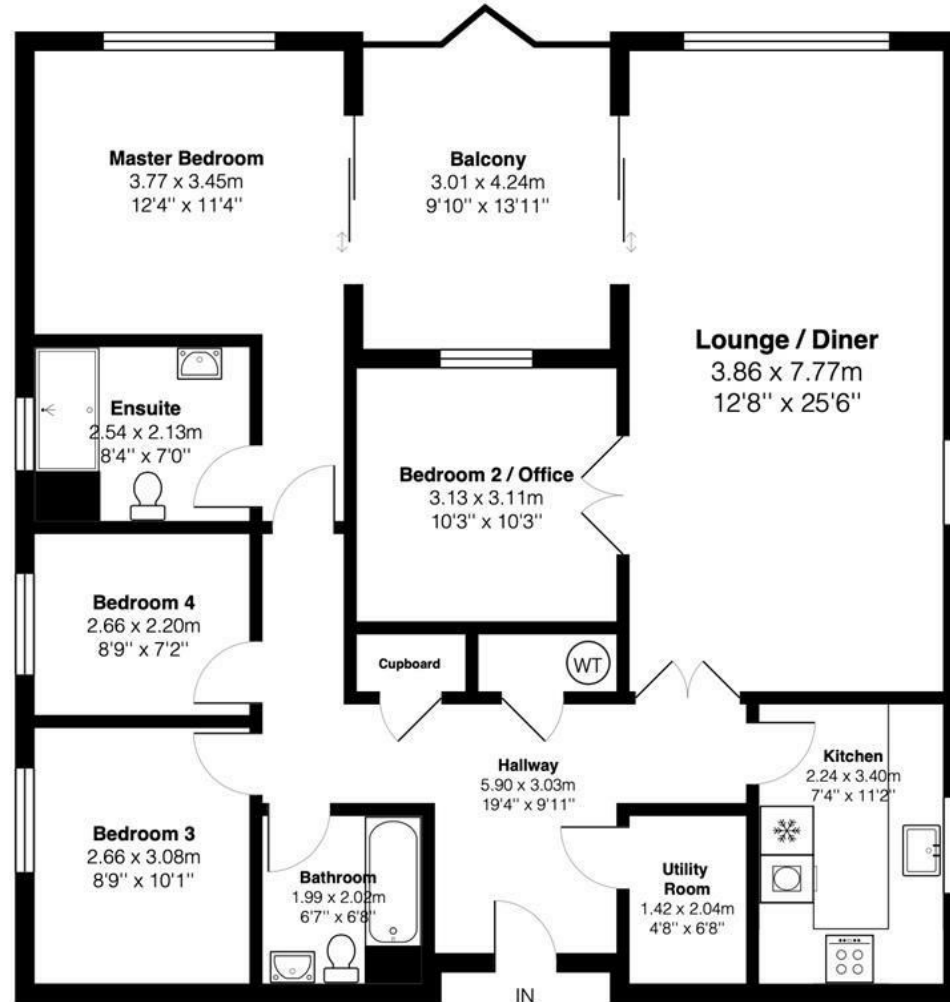 Master Bedroom
3.77 x 3.45m
12'4" x 11'4"
Balcony
3.01 x 4.24m
9'10" x 13'11"
Lounge / Diner
3.86 x 7.77m
12'8" x 25'6"
Ensuite
2.54 x 2.13m
8'4" x 7'0"
Bedroom 2 / Office
3.13 x 3.11m
10'3" x 10'3"
Bedroom 4
2.66 x 2.20m
8'9" x 7'2"
Cupboard
WT
Hallway
5.90 x 3.03m
19'4" x 9'11"
Kitchen
2.24 x 3.40m
7'4" x 11'2"
Bedroom 3
2.66 x 3.08m
8'9" x 10'1"
Bathroom
1.99 x 2.02m
6'7" x 6'8"
Utility
Room
1.42 x 2.04m
4'8" x 6'8"
IN